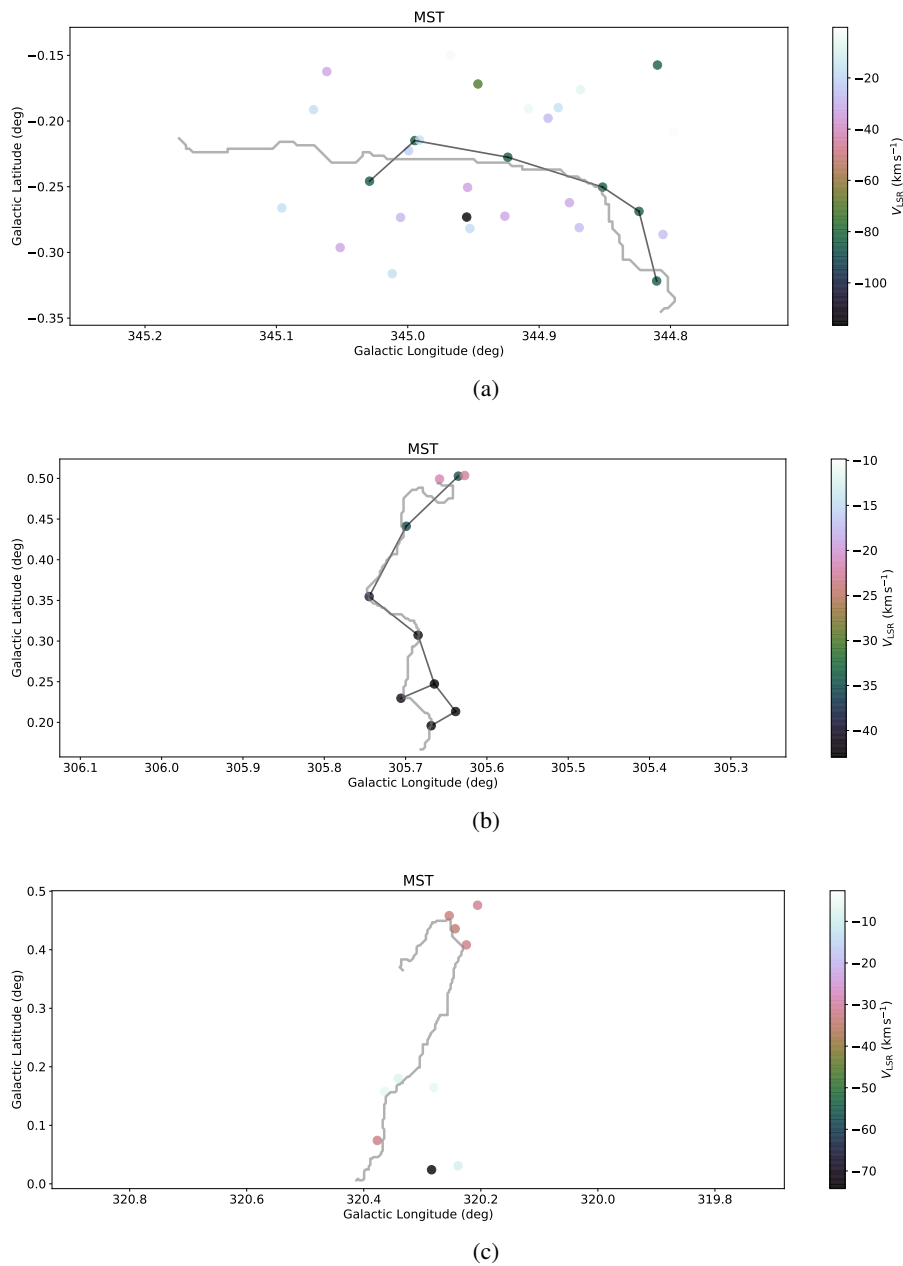 MST
−0.15
−0.20
−0.25
−0.30
−0.35
Galactic Latitude (deg)
345.2 345.1 345.0 344.9 344.8
Galactic Longitude (deg)
−20
−40
−60
−80
−100
V_LSR (km s⁻¹)
(a)
MST
0.50
0.45
0.40
0.35
0.30
0.25
0.20
Galactic Latitude (deg)
306.1 306.0 305.9 305.8 305.7 305.6 305.5 305.4 305.3
Galactic Longitude (deg)
−10
−15
−20
−25
−30
−35
−40
V_LSR (km s⁻¹)
(b)
MST
0.5
0.4
0.3
0.2
0.1
0.0
Galactic Latitude (deg)
320.8 320.6 320.4 320.2 320.0 319.8
Galactic Longitude (deg)
−10
−20
−30
−40
−50
−60
−70
V_LSR (km s⁻¹)
(c)